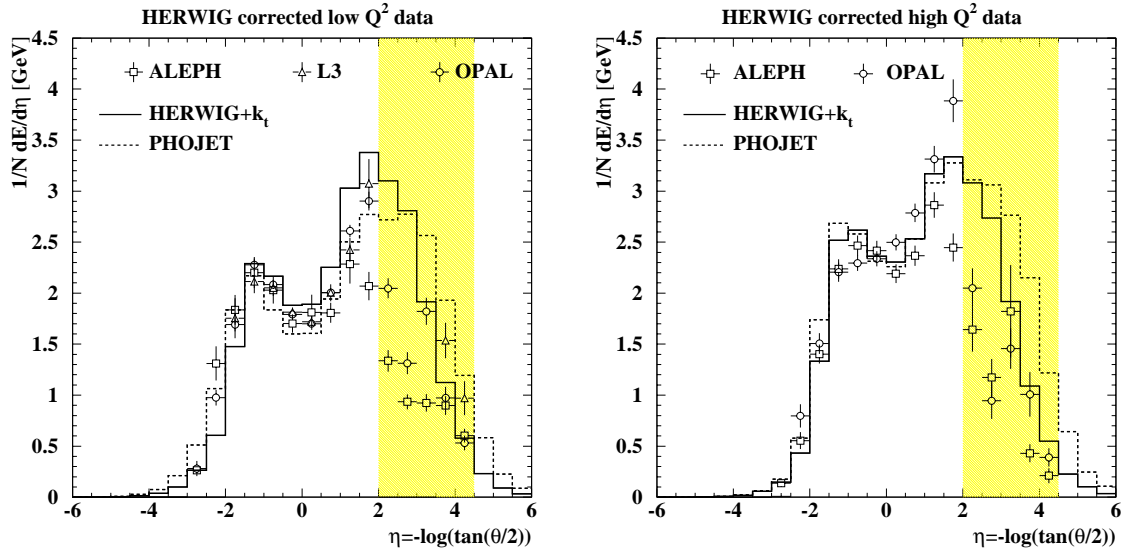 HERWIG corrected low Q² data
1/N dE/dη [GeV]
4.5
4
3.5
3
2.5
2
1.5
1
0.5
0
ALEPH L3 OPAL
HERWIG+kt
PHOJET
-6 -4 -2 0 2 4 6
η=-log(tan(θ/2))
HERWIG corrected high Q² data
1/N dE/dη [GeV]
4.5
4
3.5
3
2.5
2
1.5
1
0.5
0
ALEPH OPAL
HERWIG+kt
PHOJET
-6 -4 -2 0 2 4 6
η=-log(tan(θ/2))